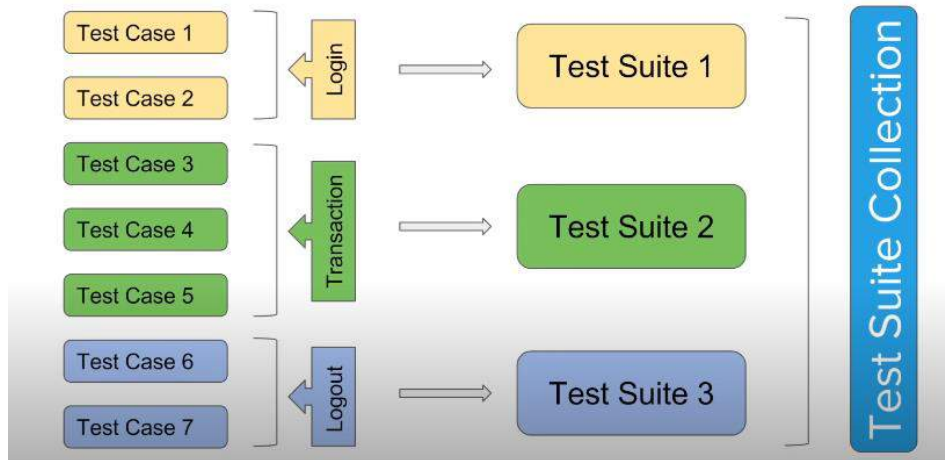 Test Case 1
Test Case 2
Login
Test Suite 1
Test Case 3
Test Case 4
Test Case 5
Transaction
Test Suite 2
Test Case 6
Test Case 7
Logout
Test Suite 3
Test Suite Collection